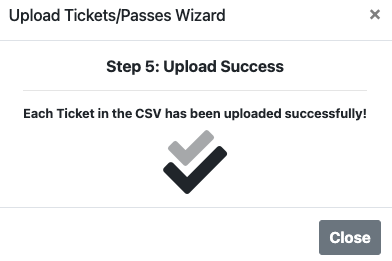 Upload Tickets/Passes Wizard ×
Step 5: Upload Success
Each Ticket in the CSV has been uploaded successfully!
Close